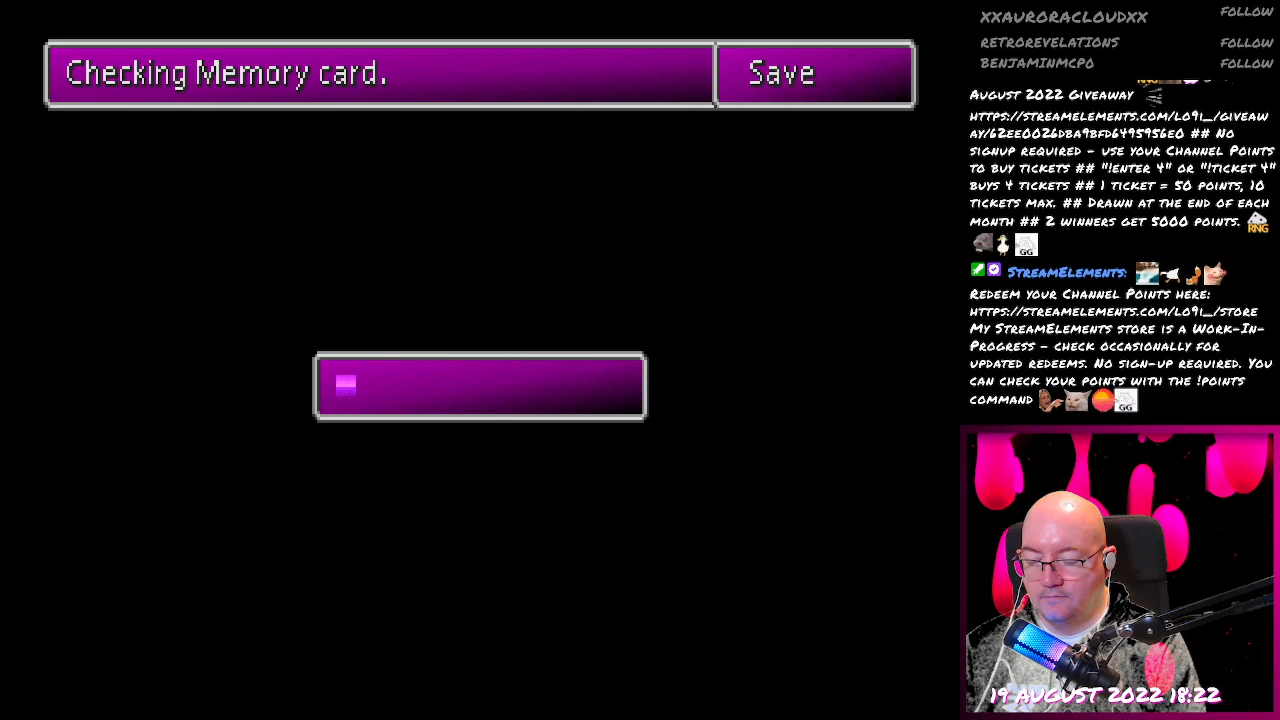 Checking Memory card.
Save
XXAURORACLOUDXX FOLLOW
RETROREVELATIONS FOLLOW
BENJAMINMCPO FOLLOW
AUGUST 2022 GIVEAWAY
HTTPS://STREAMELEMENTS.COM/LO9I_/GIVEAW
AY/62EE0026DBA9BFD6495956E0 ## NO
SIGNUP REQUIRED - USE YOUR CHANNEL POINTS
TO BUY TICKETS ## "!ENTER 4" OR "!TICKET 4"
BUYS 4 TICKETS ## 1 TICKET = 50 POINTS, 10
TICKETS MAX. ## DRAWN AT THE END OF EACH
MONTH ## 2 WINNERS GET 5000 POINTS.
RNG
GG
STREAMELEMENTS:
REDEEM YOUR CHANNEL POINTS HERE:
HTTPS://STREAMELEMENTS.COM/LO9I_/STORE
MY STREAMELEMENTS STORE IS A WORK-IN-
PROGRESS - CHECK OCCASIONALLY FOR
UPDATED REDEEMS. NO SIGN-UP REQUIRED. YOU
CAN CHECK YOUR POINTS WITH THE !POINTS
COMMAND
GG
19 AUGUST 2022 18:22